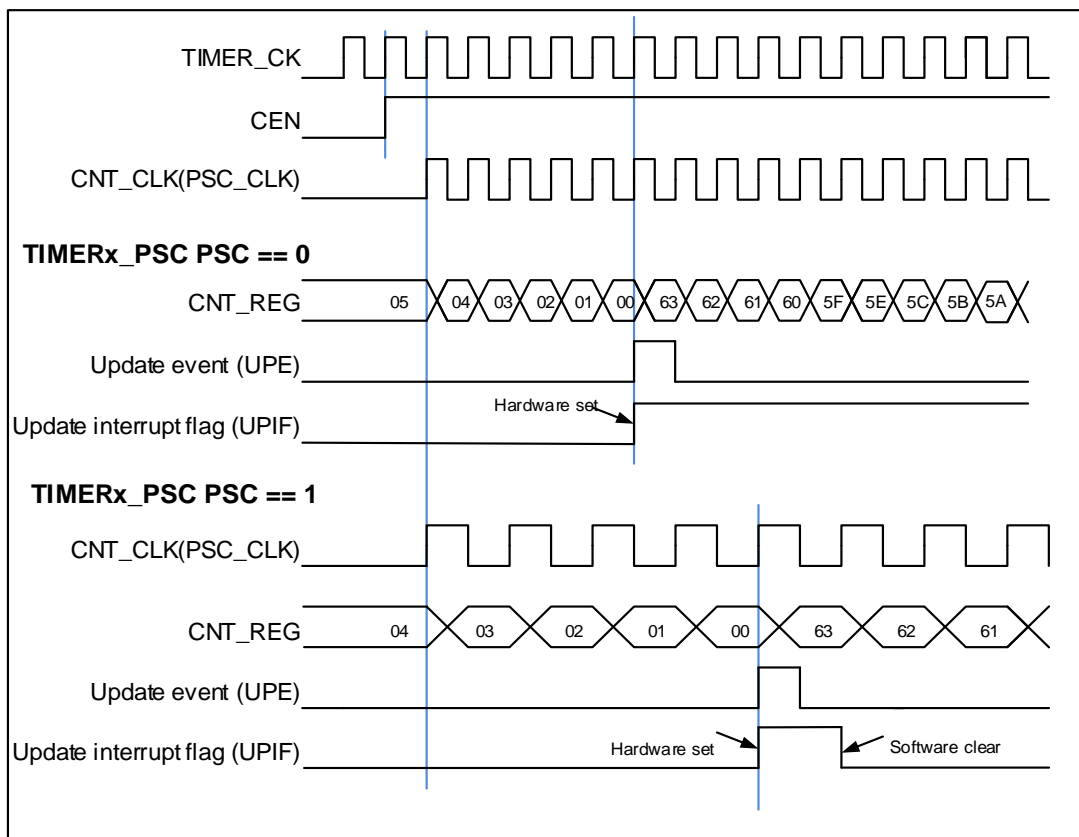 TIMER_CK
CEN
CNT_CLK(PSC_CLK)
TIMERx_PSC PSC == 0
CNT_REG 05 04 03 02 01 00 63 62 61 60 5F 5E 5C 5B 5A
Update event (UPE)
Hardware set
Update interrupt flag (UPIF)
TIMERx_PSC PSC == 1
CNT_CLK(PSC_CLK)
CNT_REG 04 03 02 01 00 63 62 61
Update event (UPE)
Update interrupt flag (UPIF) Hardware set Software clear